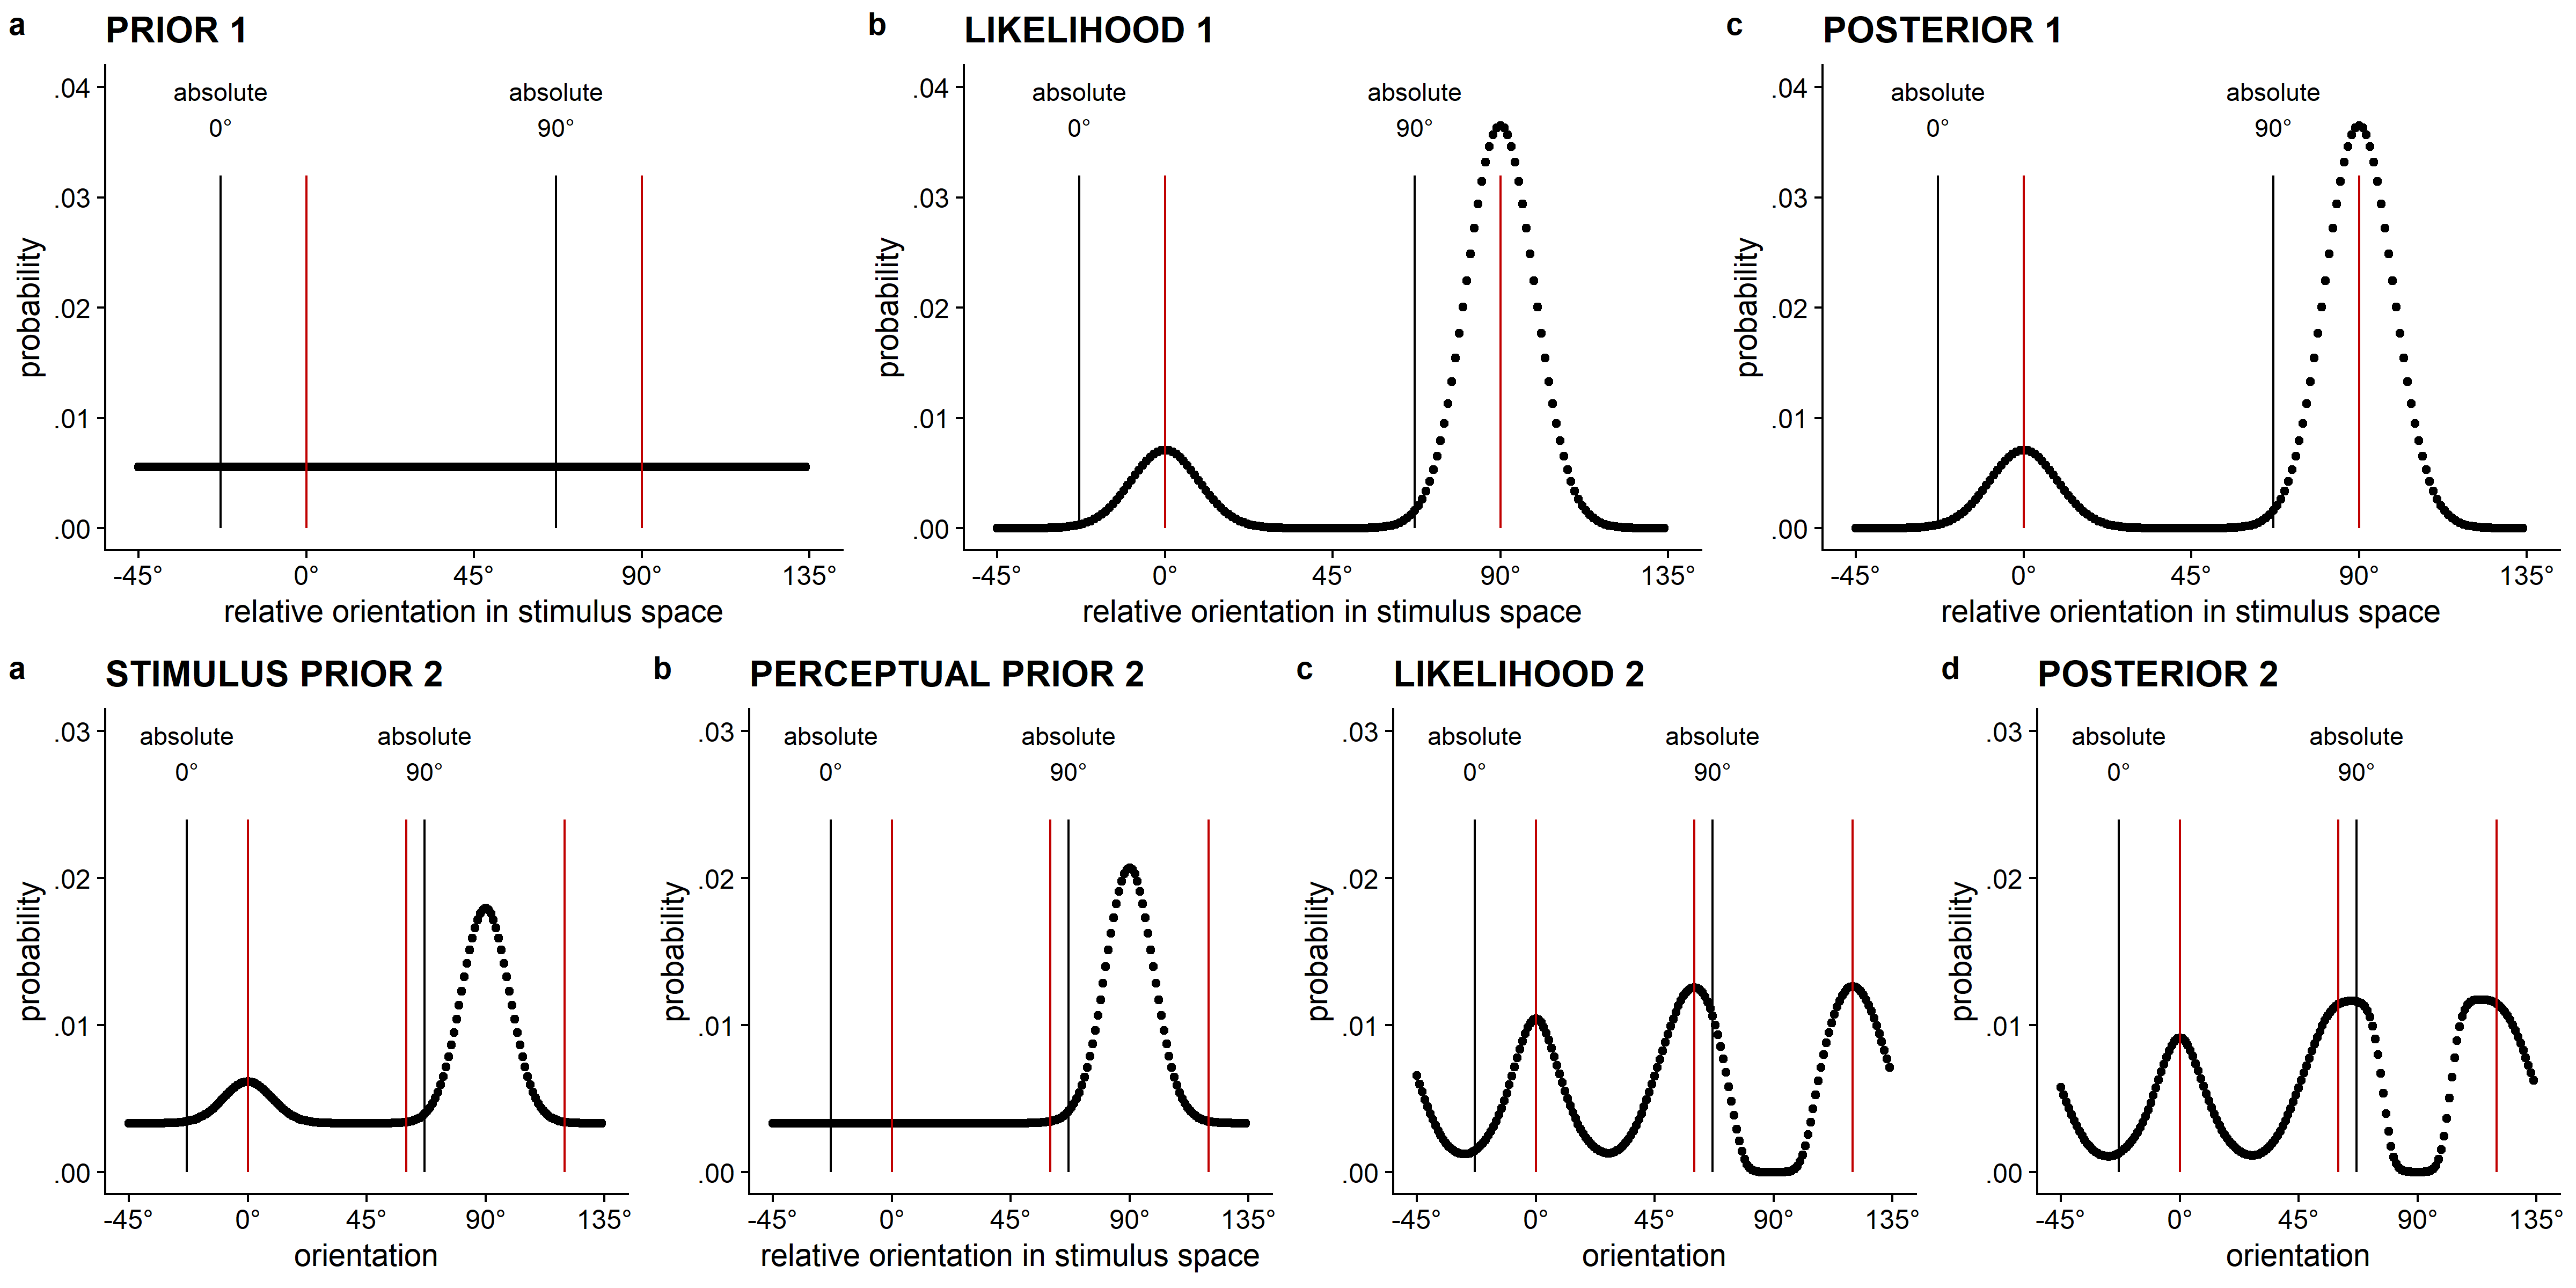 a PRIOR 1
absolute 0°
absolute 90°
probability
.04
.03
.02
.01
.00
-45° 0° 45° 90° 135°
relative orientation in stimulus space
b LIKELIHOOD 1
absolute 0°
absolute 90°
probability
.04
.03
.02
.01
.00
-45° 0° 45° 90° 135°
relative orientation in stimulus space
c POSTERIOR 1
absolute 0°
absolute 90°
probability
.04
.03
.02
.01
.00
-45° 0° 45° 90° 135°
relative orientation in stimulus space
a STIMULUS PRIOR 2
absolute 0°
absolute 90°
probability
.03
.02
.01
.00
-45° 0° 45° 90° 135°
orientation
b PERCEPTUAL PRIOR 2
absolute 0°
absolute 90°
probability
.03
.02
.01
.00
-45° 0° 45° 90° 135°
relative orientation in stimulus space
c LIKELIHOOD 2
absolute 0°
absolute 90°
probability
.03
.02
.01
.00
-45° 0° 45° 90° 135°
orientation
d POSTERIOR 2
absolute 0°
absolute 90°
probability
.03
.02
.01
.00
-45° 0° 45° 90° 135°
orientation